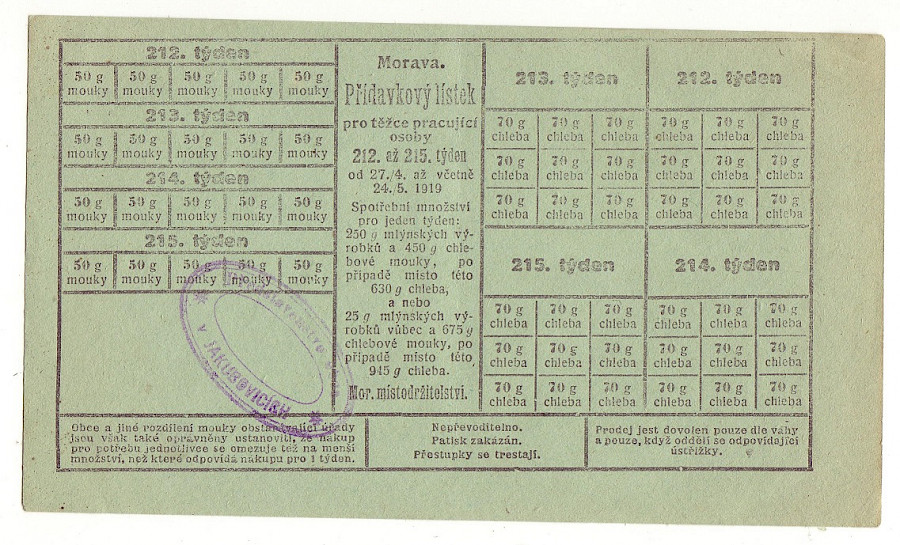 212. týden
50 g 50 g 50 g 50 g 50 g
mouky mouky mouky mouky mouky
213. týden
50 g 50 g 50 g 50 g 50 g
mouky mouky mouky mouky mouky
214. týden
50 g 50 g 50 g 50 g 50 g
mouky mouky mouky mouky mouky
215. týden
50 g 50 g 50 g 50 g 50 g
mouky mouky mouky mouky mouky
v JAKUBOVICÍCH
Morava.
Přídavkový lístek
pro těžce pracující
osoby
212. až 215. týden
od 27./4. až včetně
24./5. 1919
Spotřební množství
pro jeden týden:
250 g mlýnských vý-
robků a 450 g chle-
bové mouky, po
případě místo této
630 g chleba,
a nebo
25 g mlýnských vý-
robků vůbec a 675 g
chlebové mouky, po
případě místo této
945 g chleba.
Mor. místodržitelství.
213. týden 212. týden
70 g 70 g 70 g 70 g 70 g 70 g
chleba chleba chleba chleba chleba chleba
70 g 70 g 70 g 70 g 70 g 70 g
chleba chleba chleba chleba chleba chleba
70 g 70 g 70 g 70 g 70 g 70 g
chleba chleba chleba chleba chleba chleba
215. týden 214. týden
70 g 70 g 70 g 70 g 70 g 70 g
chleba chleba chleba chleba chleba chleba
70 g 70 g 70 g 70 g 70 g 70 g
chleba chleba chleba chleba chleba chleba
70 g 70 g 70 g 70 g 70 g 70 g
chleba chleba chleba chleba chleba chleba
Obce a jiné rozdílení mouky obstarávající úřady
jsou však také oprávněny ustanoviti, že nákup
pro potřebu jednotlivce se omezuje též na menší
množství, než které odpovídá nákupu pro 1 týden.
Nepřevoditelno.
Patisk zakázán.
Přestupky se trestají.
Prodej jest dovolen pouze dle váhy
a pouze, když oddělí se odpovídající
ústřižky.